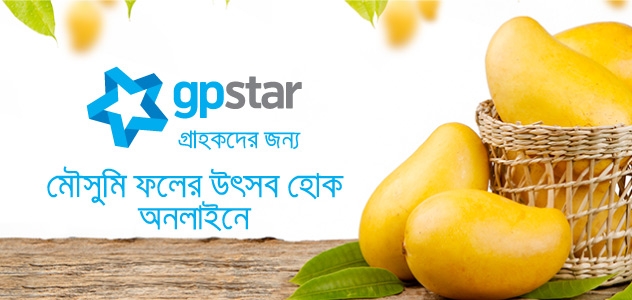 gpstar
গ্রাহকদের জন্য
মৌসুমি ফলের উৎসব হোক
অনলাইনে